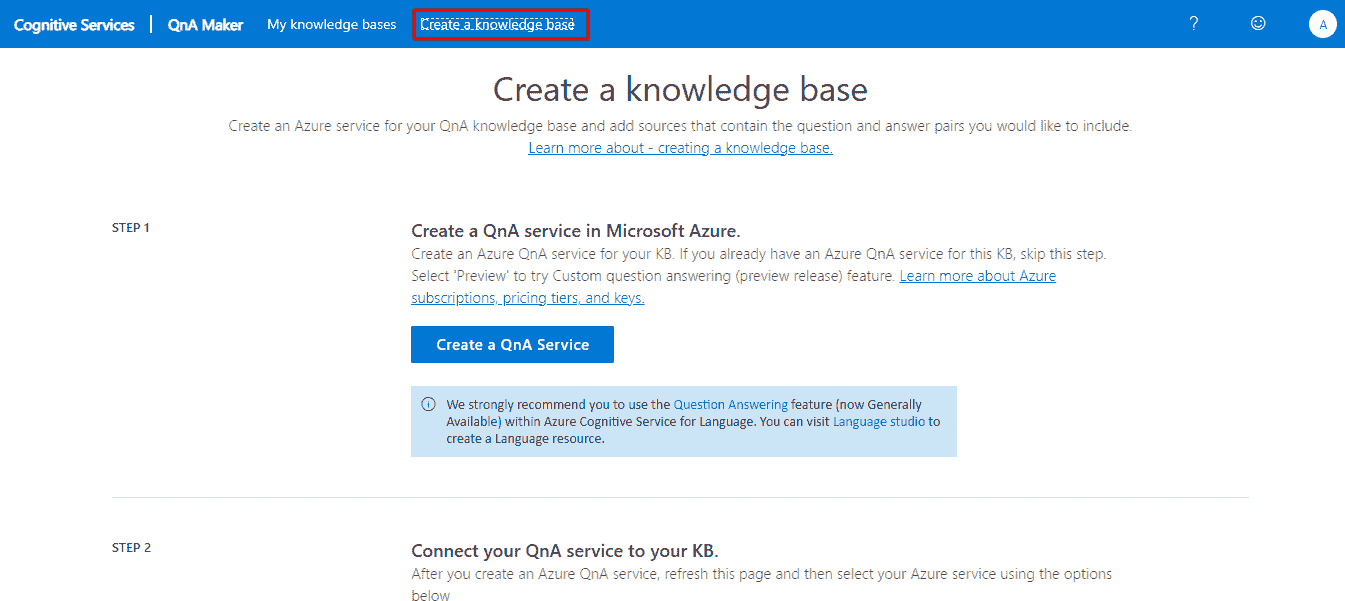 Cognitive Services | QnA Maker My knowledge bases Create a knowledge base ? A
Create a knowledge base
Create an Azure service for your QnA knowledge base and add sources that contain the question and answer pairs you would like to include.
Learn more about - creating a knowledge base.
STEP 1
Create a QnA service in Microsoft Azure.
Create an Azure QnA service for your KB. If you already have an Azure QnA service for this KB, skip this step.
Select 'Preview' to try Custom question answering (preview release) feature. Learn more about Azure
subscriptions, pricing tiers, and keys.
Create a QnA Service
We strongly recommend you to use the Question Answering feature (now Generally
Available) within Azure Cognitive Service for Language. You can visit Language studio to
create a Language resource.
STEP 2
Connect your QnA service to your KB.
After you create an Azure QnA service, refresh this page and then select your Azure service using the options
below